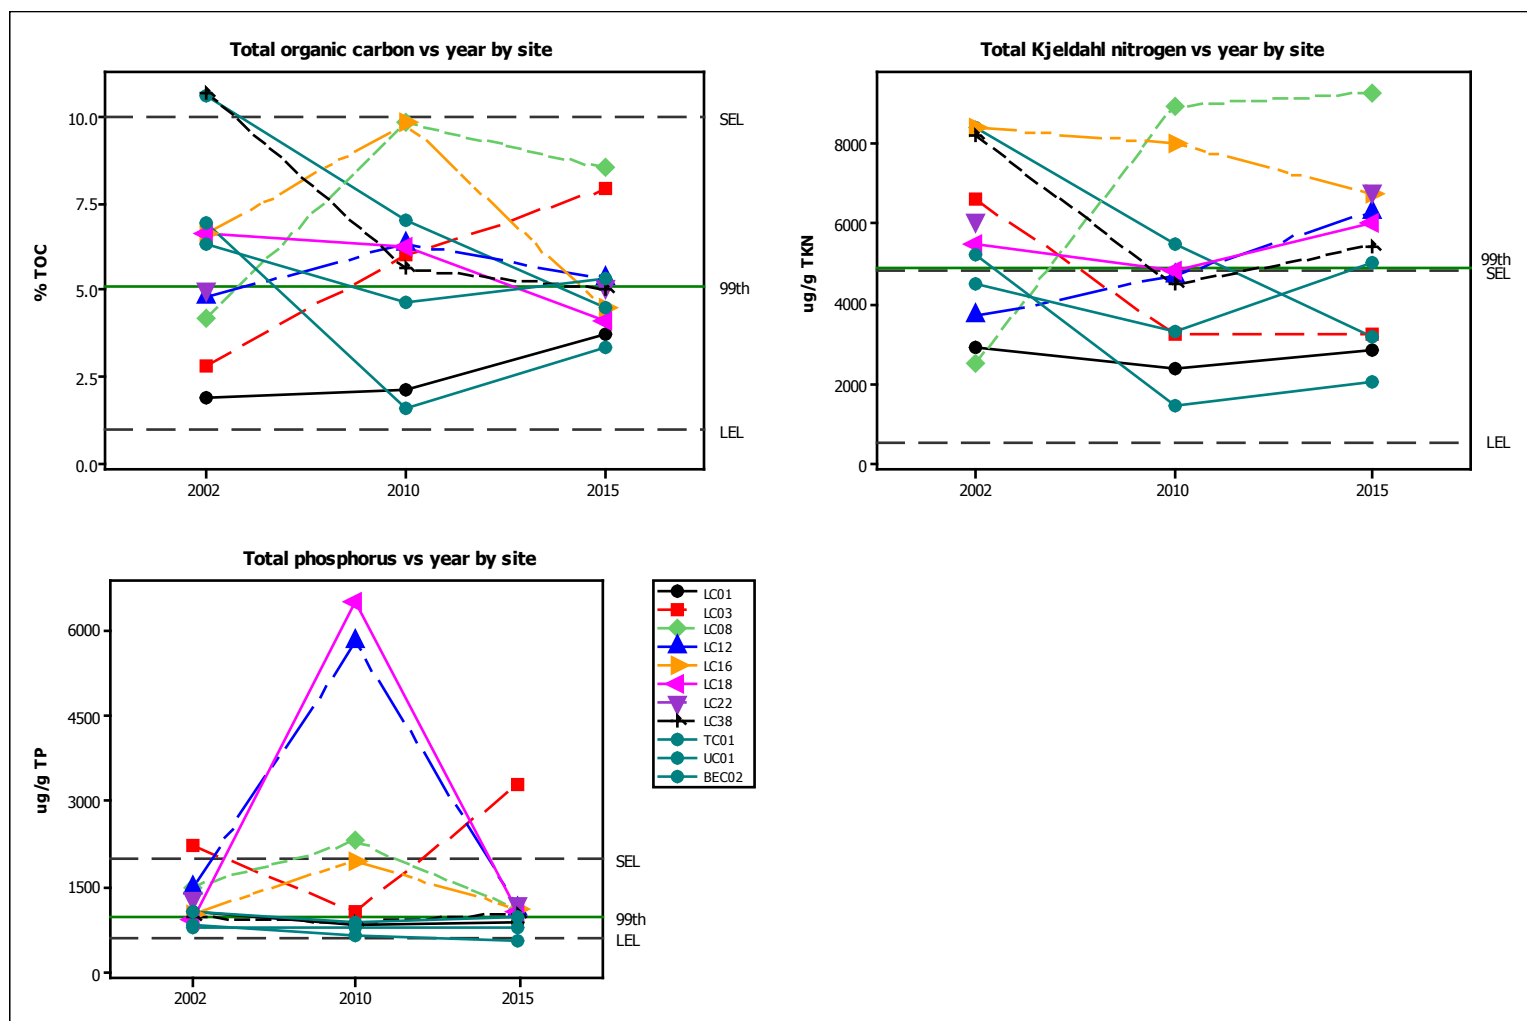 Total organic carbon vs year by site
% TOC
10.0
7.5
5.0
2.5
0.0
SEL
99th
LEL
2002
2010
2015
Total Kjeldahl nitrogen vs year by site
ug/g TKN
8000
6000
4000
2000
0
99th
SEL
LEL
2002
2010
2015
Total phosphorus vs year by site
ug/g TP
6000
4500
3000
1500
0
SEL
99th
LEL
2002
2010
2015
LC01
LC03
LC08
LC12
LC16
LC18
LC22
LC38
TC01
UC01
BEC02